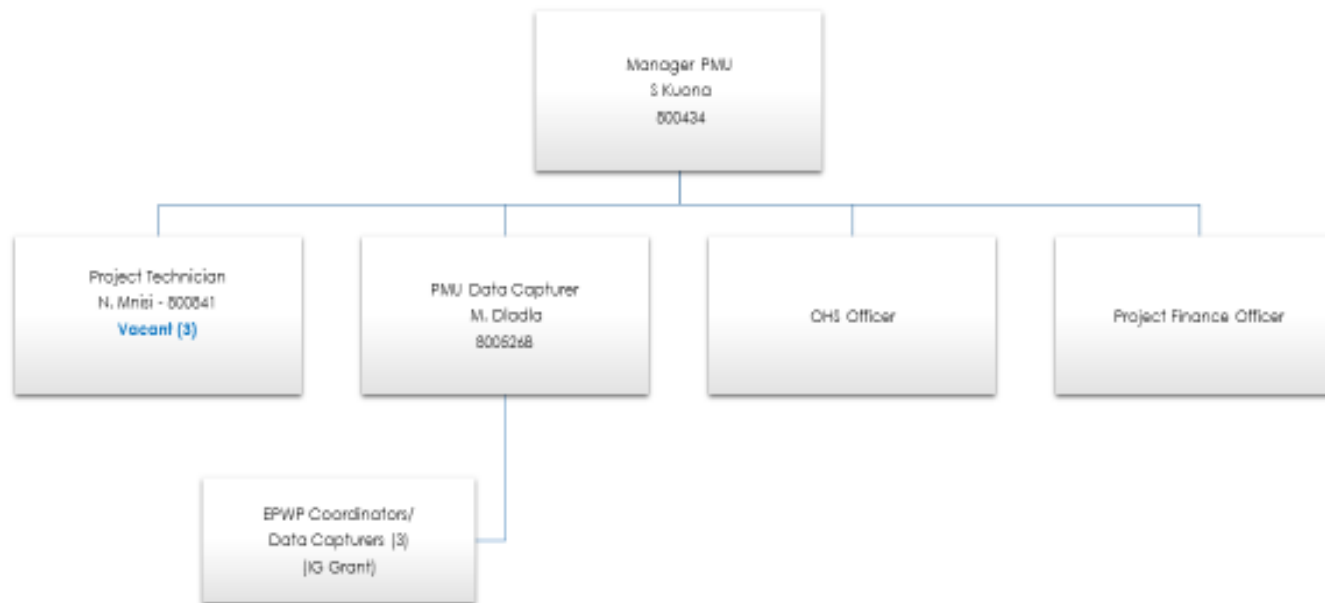 Manager PMU
S Kuona
800434
Project Technician
N. Mnisi - 800841
Vacant (3)
PMU Data Capturer
M. Dladla
8005268
OHS Officer
Project Finance Officer
EPWP Coordinators/
Data Capturers (3)
(IG Grant)